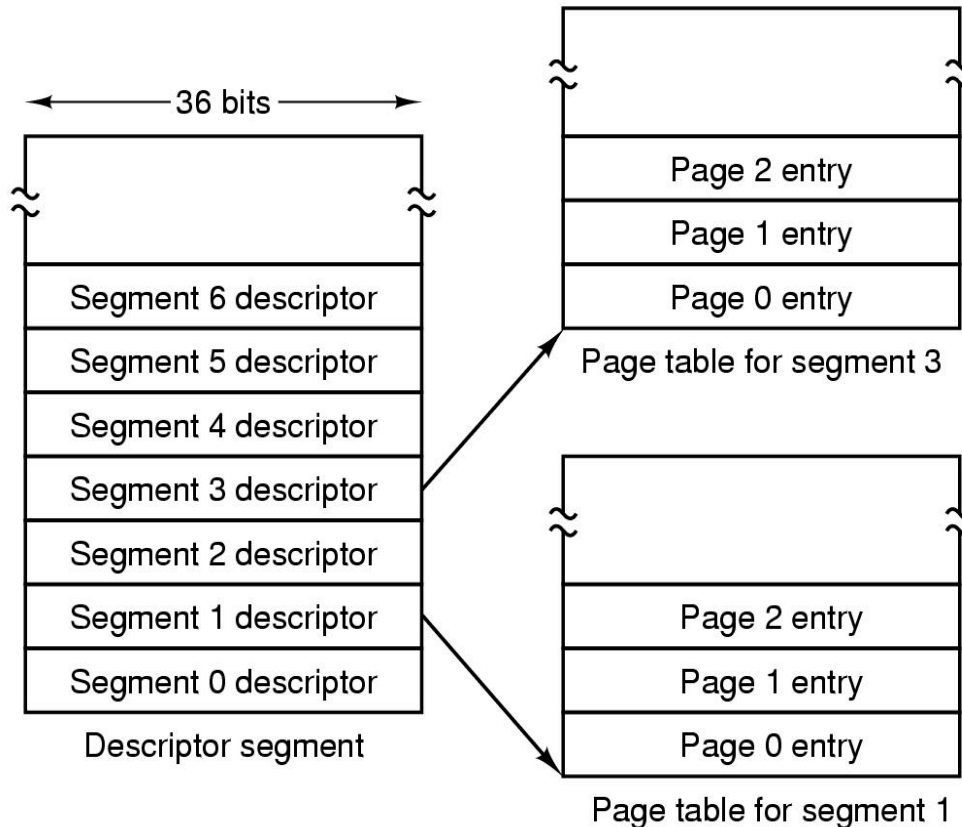 36 bits
Segment 6 descriptor
Segment 5 descriptor
Segment 4 descriptor
Segment 3 descriptor
Segment 2 descriptor
Segment 1 descriptor
Segment 0 descriptor
Descriptor segment
Page 2 entry
Page 1 entry
Page 0 entry
Page table for segment 3
Page 2 entry
Page 1 entry
Page 0 entry
Page table for segment 1